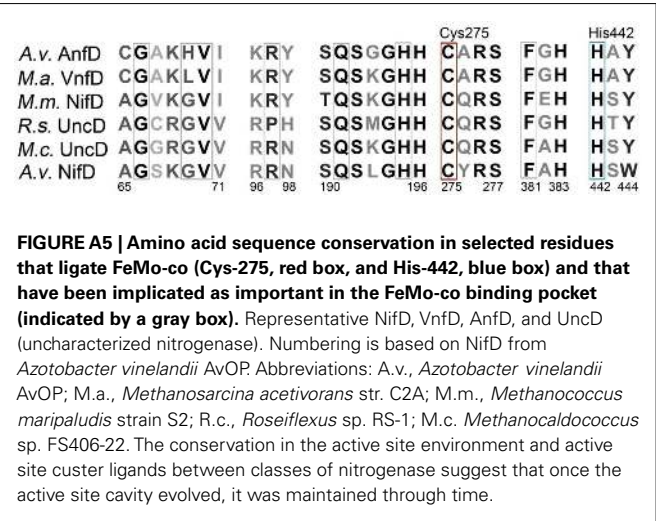 Cys275 His442
A.v. AnfD CGAKHVI KRY SQSGGHH CARS FGH HAY
M.a. VnfD CGAKLVI KRY SQSKGHH CARS FGH HAY
M.m. NifD AGVKGVI KRY TQSKGHH CQRS FEH HSY
R.s. UncD AGCRGVV RPH SQSMGHH CQRS FGH HTY
M.c. UncD AGGRGVV RRN SQSKGHH CQRS FAH HSY
A.v. NifD AGSKGVV RRN SQSLGHH CYRS FAH HSW
65 71 96 98 190 196 275 277 381 383 442 444
FIGURE A5 | Amino acid sequence conservation in selected residues
that ligate FeMo-co (Cys-275, red box, and His-442, blue box) and that
have been implicated as important in the FeMo-co binding pocket
(indicated by a gray box). Representative NifD, VnfD, AnfD, and UncD
(uncharacterized nitrogenase). Numbering is based on NifD from
Azotobacter vinelandii AvOP. Abbreviations: A.v., Azotobacter vinelandii
AvOP; M.a., Methanosarcina acetivorans str. C2A; M.m., Methanococcus
maripaludis strain S2; R.c., Roseiflexus sp. RS-1; M.c. Methanocaldococcus
sp. FS406-22. The conservation in the active site environment and active
site custer ligands between classes of nitrogenase suggest that once the
active site cavity evolved, it was maintained through time.